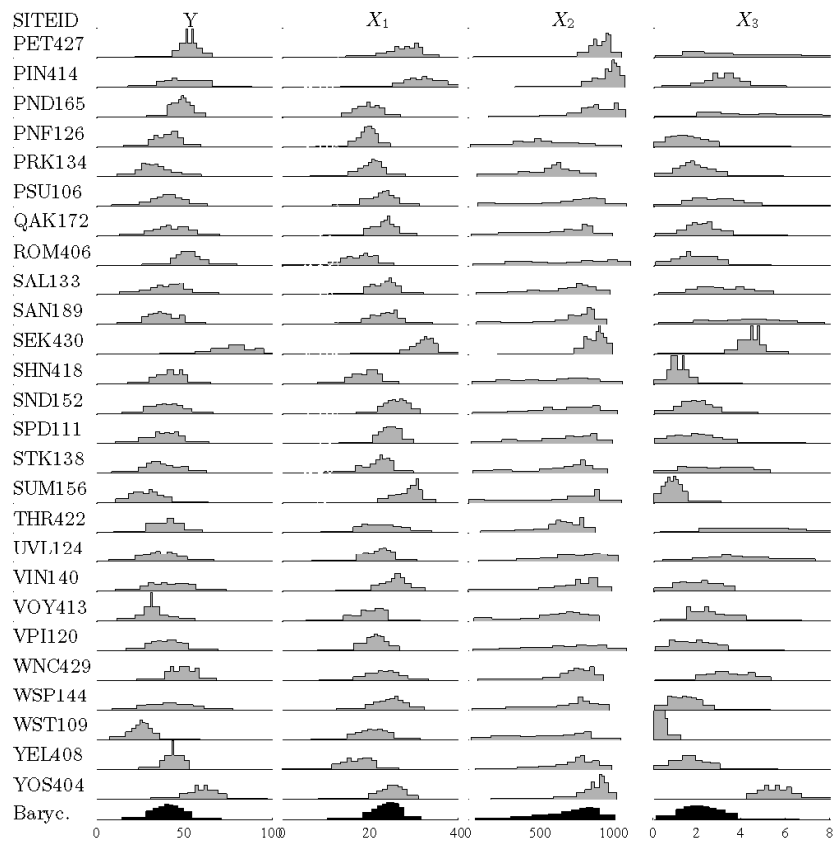 SITEID Y X₁ X₂ X₃
PET427
PIN414
PND165
PNF126
PRK134
PSU106
QAK172
ROM406
SAL133
SAN189
SEK430
SHN418
SND152
SPD111
STK138
SUM156
THR422
UVL124
VIN140
VOY413
VPI120
WNC429
WSP144
WST109
YEL408
YOS404
Baryc.
0 50 100 0 20 40 0 500 1000 0 2 4 6 8